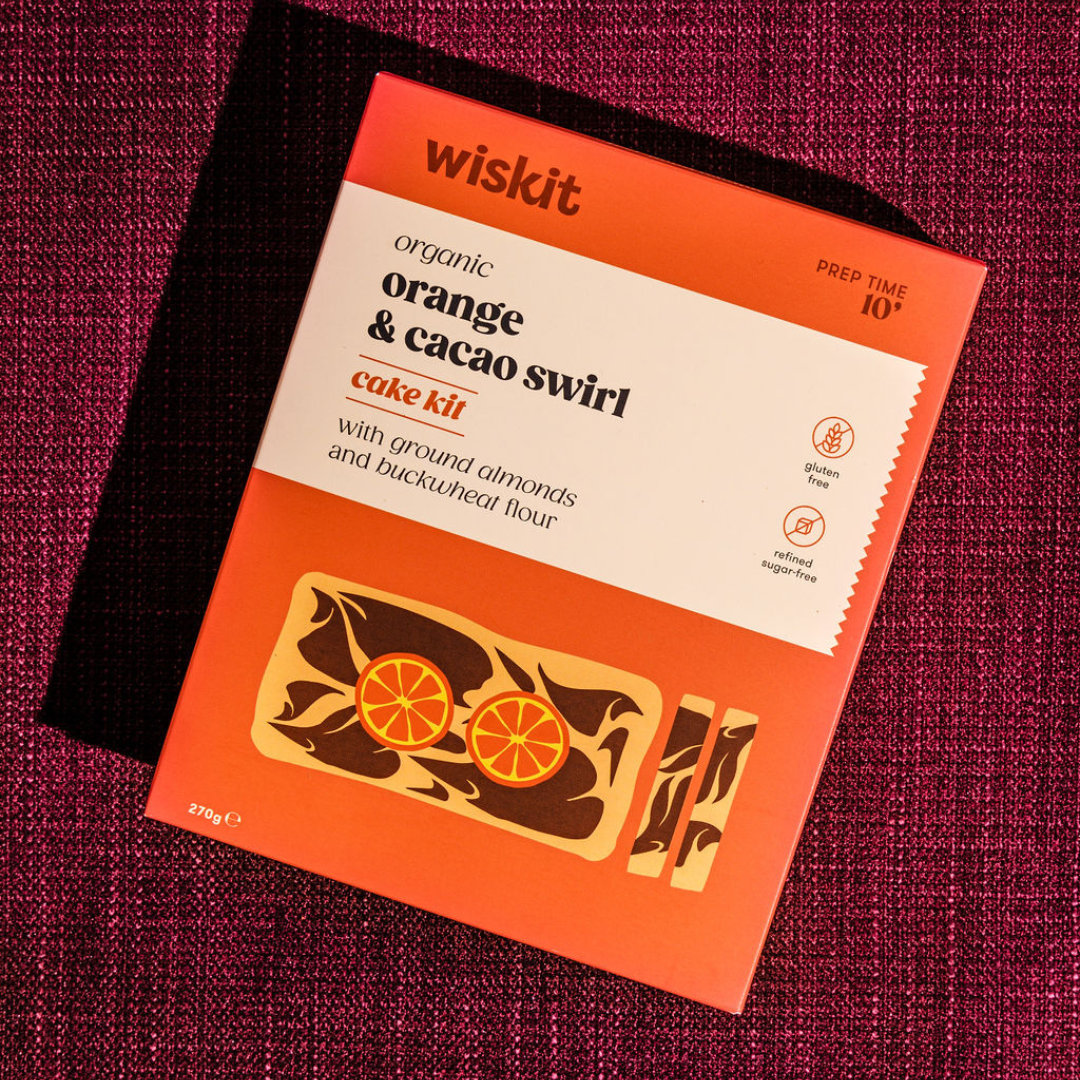 wiskit
PREP TIME
10’
organic
orange
& cacao swirl
cake kit
with ground almonds
and buckwheat flour
gluten
free
refined
sugar-free
270g ℮